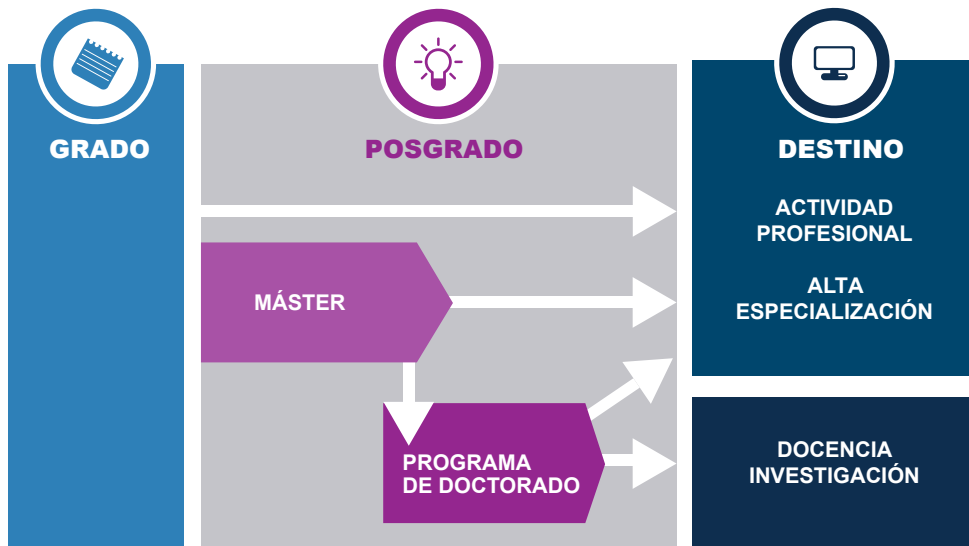 GRADO
POSGRADO
DESTINO
ACTIVIDAD
PROFESIONAL
MÁSTER
ALTA
ESPECIALIZACIÓN
PROGRAMA
DE DOCTORADO
DOCENCIA
INVESTIGACIÓN